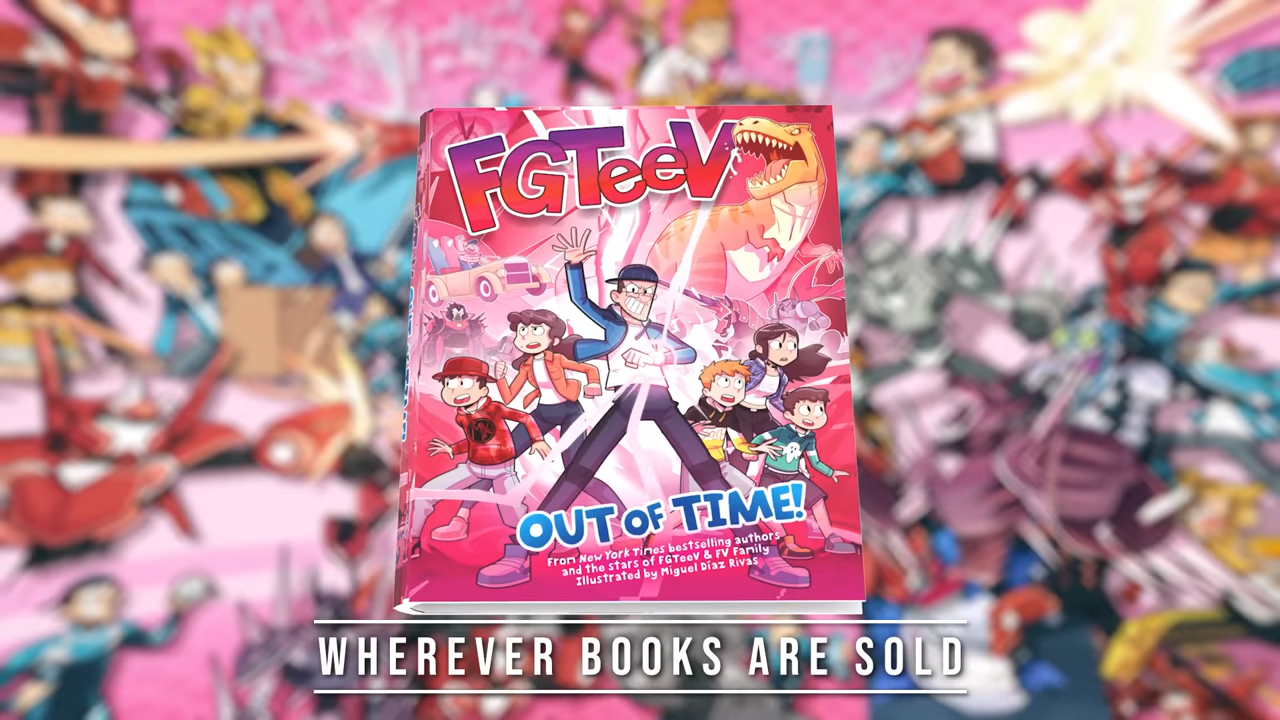 FGTeeV
OUT OF TIME!
From New York Times bestselling authors
and the stars of FGTeeV & FV Family
Illustrated by Miguel Díaz Rivas
WHEREVER BOOKS ARE SOLD